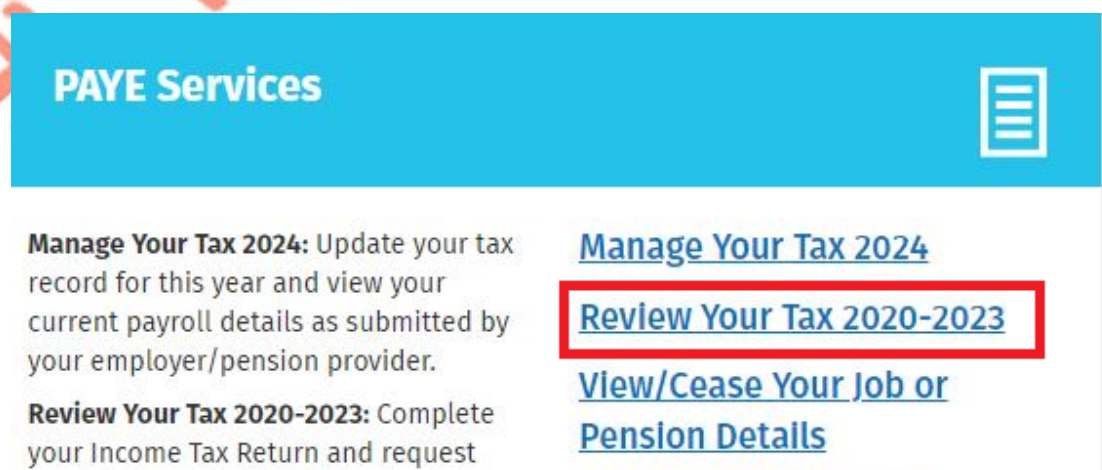 PAYE Services
Manage Your Tax 2024: Update your tax
record for this year and view your
current payroll details as submitted by
your employer/pension provider.
Review Your Tax 2020-2023: Complete
your Income Tax Return and request
Manage Your Tax 2024
Review Your Tax 2020-2023
View/Cease Your Job or
Pension Details